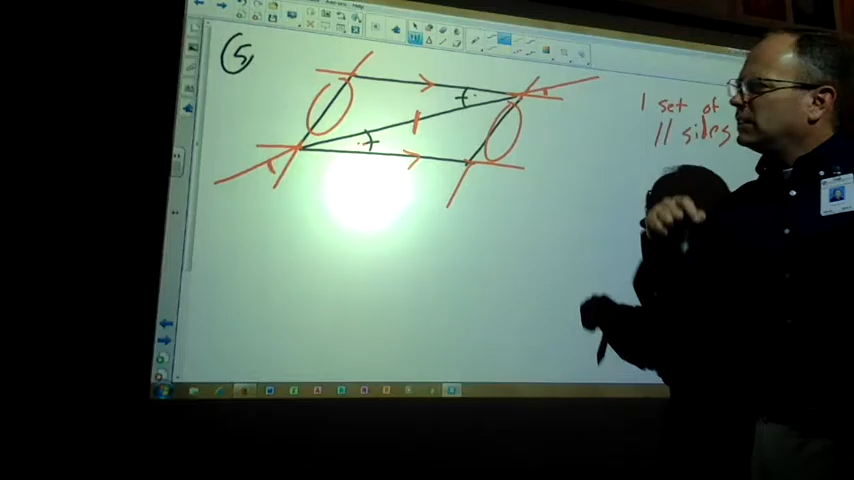 5
1 set of
// sides